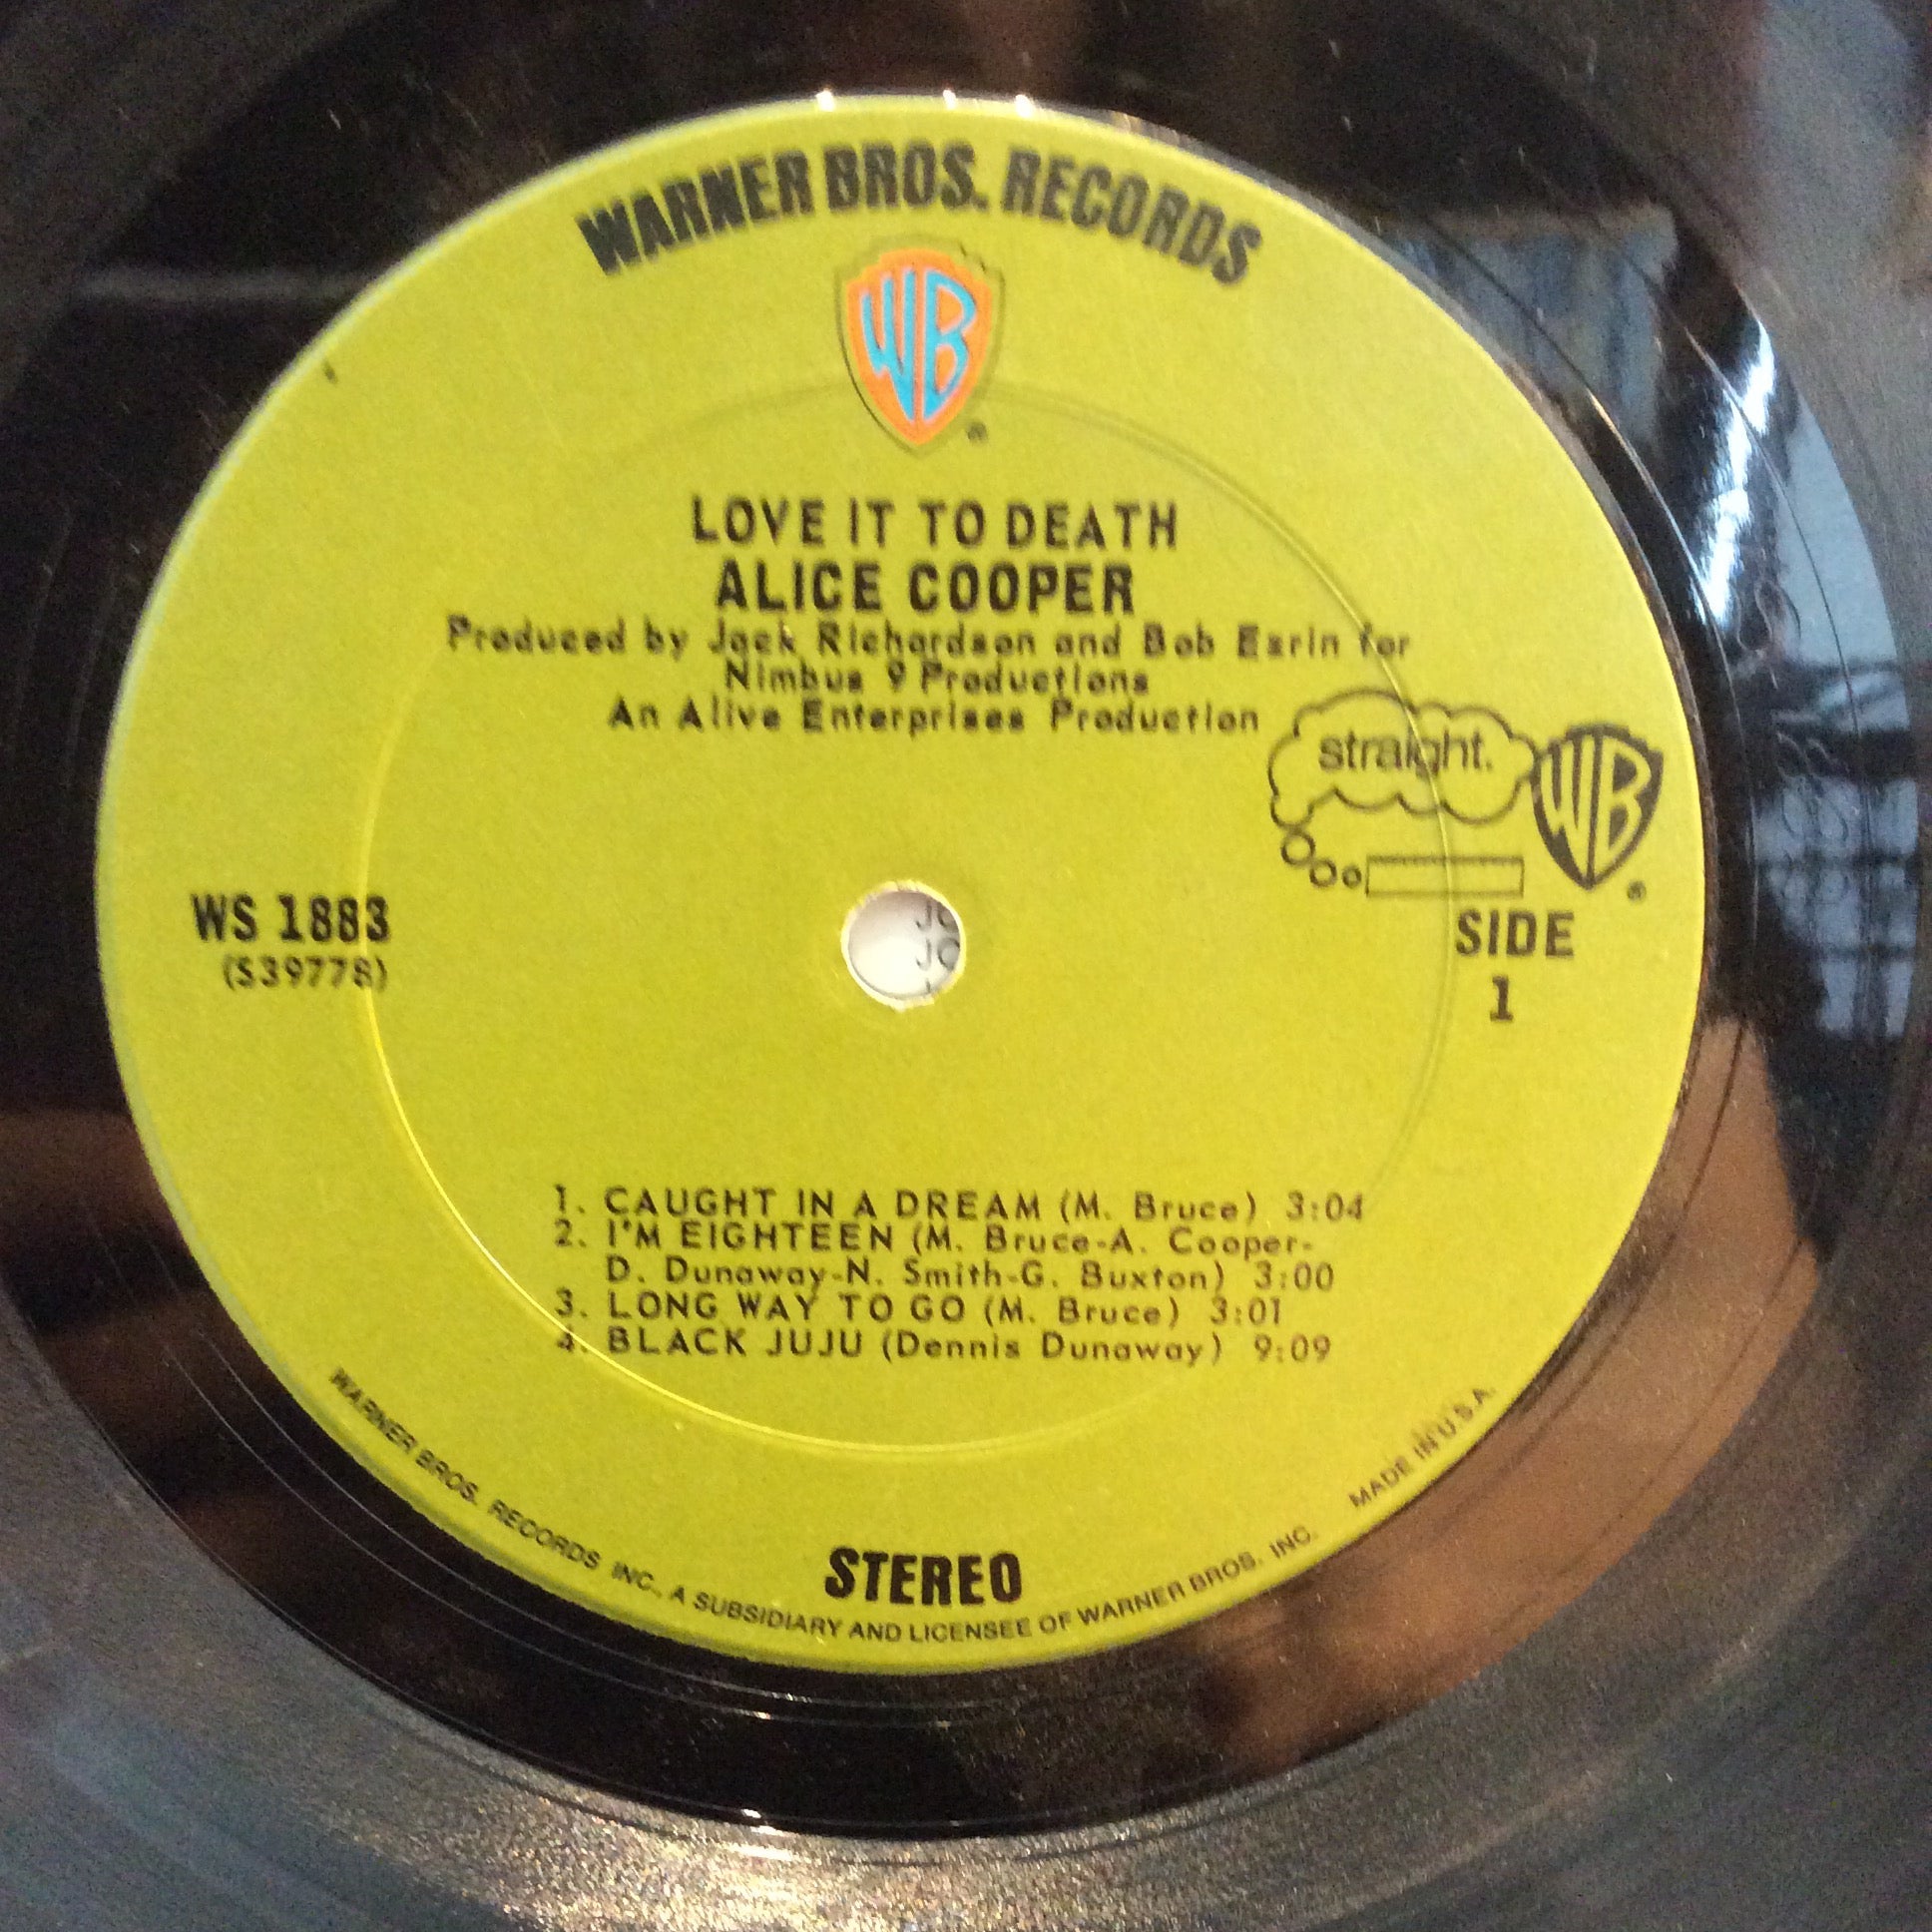 WARNER BROS. RECORDS
WB
®
LOVE IT TO DEATH
ALICE COOPER
Produced by Jack Richardson and Bob Ezrin for
Nimbus 9 Productions
An Alive Enterprises Production
straight.
WB
®
WS 1883
(S39778)
SIDE
1
1. CAUGHT IN A DREAM (M. Bruce) 3:04
2. I'M EIGHTEEN (M. Bruce-A. Cooper-
D. Dunaway-N. Smith-G. Buxton) 3:00
3. LONG WAY TO GO (M. Bruce) 3:01
4. BLACK JUJU (Dennis Dunaway) 9:09
STEREO
WARNER BROS. RECORDS INC., A SUBSIDIARY AND LICENSEE OF WARNER BROS. INC. MADE IN U.S.A.